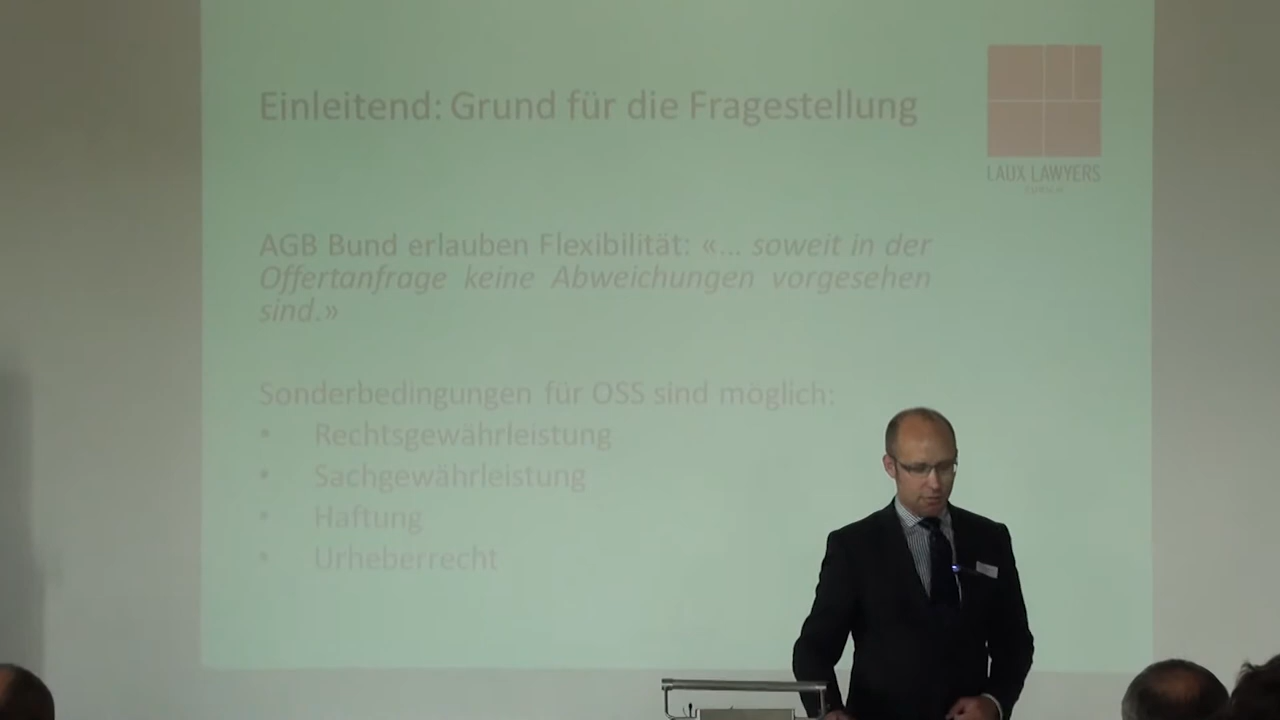 Einleitend: Grund für die Fragestellung
LAUX LAWYERS
AGB Bund erlauben Flexibilität: «... soweit in der
Offertanfrage keine Abweichungen vorgesehen
sind.»
Sonderbedingungen für OSS sind möglich:
• Rechtsgewährleistung
• Sachgewährleistung
• Haftung
• Urheberrecht